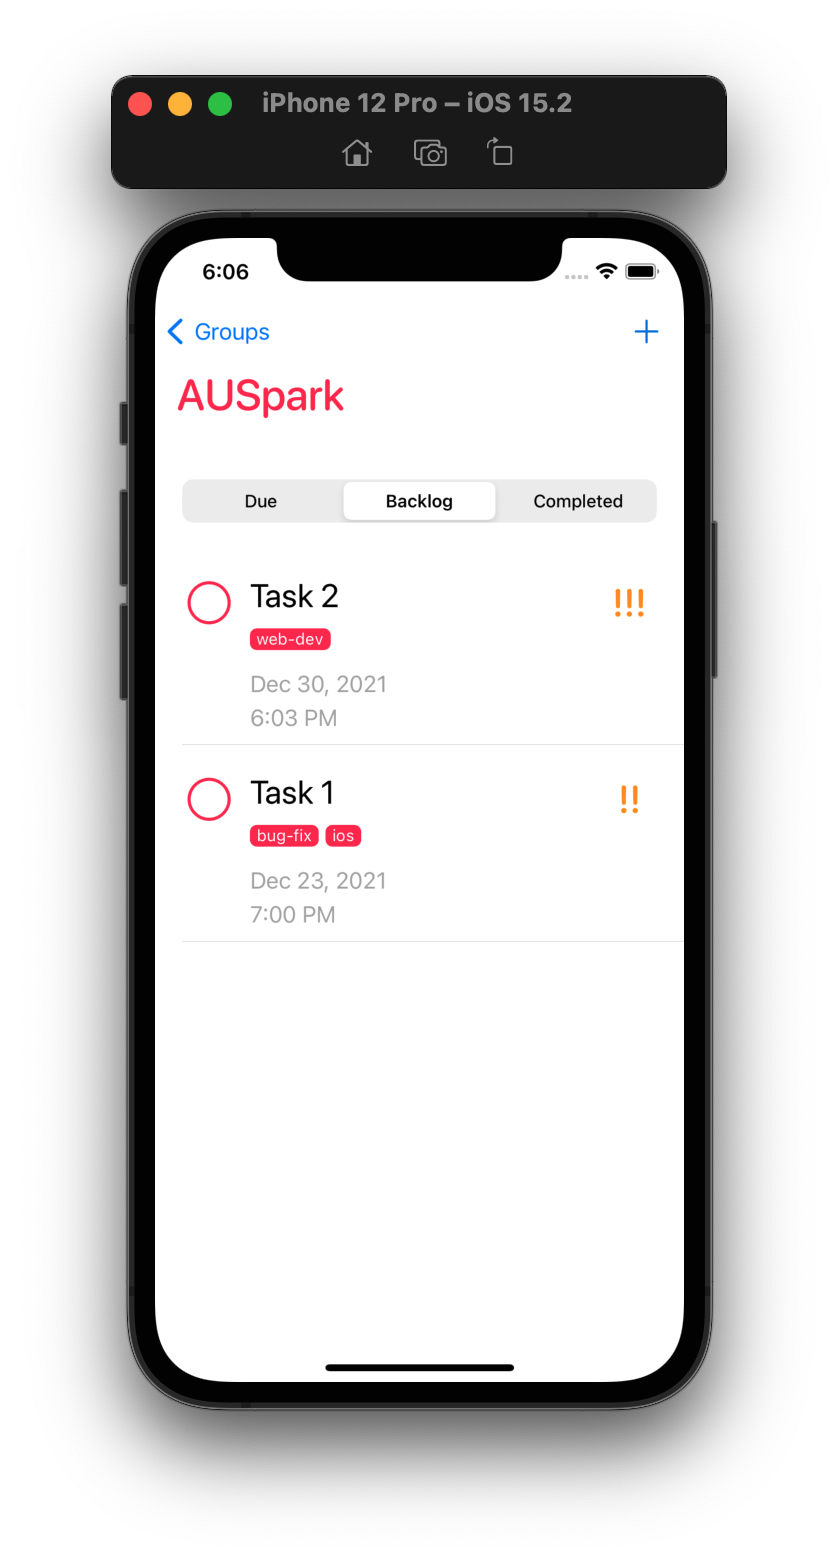 iPhone 12 Pro – iOS 15.2
6:06
Groups
AUSpark
Due Backlog Completed
Task 2 !!!
web-dev
Dec 30, 2021
6:03 PM
Task 1 !!
bug-fix ios
Dec 23, 2021
7:00 PM